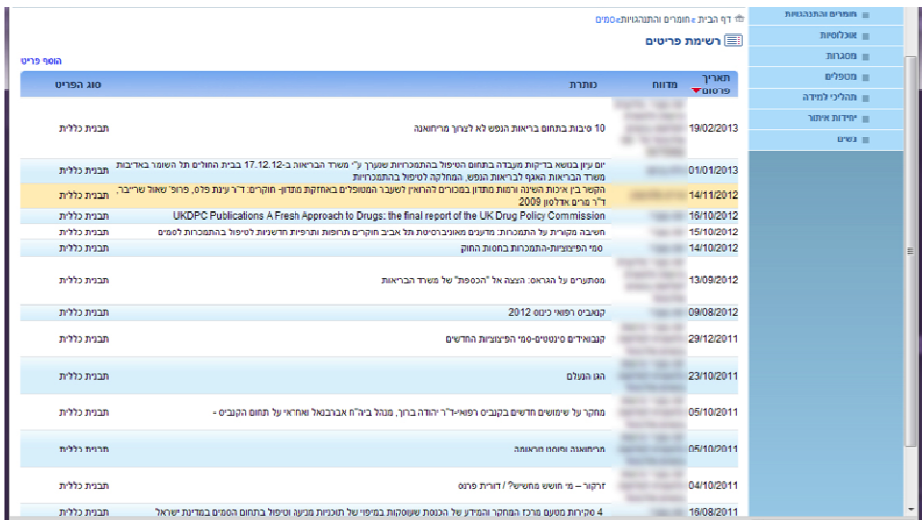 דף הבית » חומרים והתנהגויות » סמים
רשימת פריטים
הוסף פריט
חומרים והתנהגויות
אוכלוסיות
מסגרות
מטפלים
תהליכי למידה
יחידות איתור
נשים
תאריך פרסום מדווח כותרת סוג הפריט
19/02/2013 10 סיבות בתחום בריאות הנפש לא לצרוך מריחואנה תבנית כללית
01/01/2013 יום עיון בנושא בדיקות מעבדה בתחום הטיפול בהתמכרויות שנערך ע"י משרד הבריאות ב-17.12.12 בבית החולים תל השומר באדיבות
משרד הבריאות האגף לבריאות הנפש, המחלקה לטיפול בהתמכרויות תבנית כללית
14/11/2012 הקשר בין איכות השינה ורמות מתדון במכורים להרואין לשעבר המטופלים באחזקת מתדון- חוקרים: ד"ר עינת פלס, פרופ' שאול שרייבר,
ד"ר מרים אדלסון 2009 תבנית כללית
16/10/2012 UKDPC Publications A Fresh Approach to Drugs: the final report of the UK Drug Policy Commission תבנית כללית
15/10/2012 חשיבה מקורית על התמכרות: מדענים מאוניברסיטת תל אביב חוקרים תרופות ותרפיות חדשניות לטיפול בהתמכרות לסמים תבנית כללית
14/10/2012 סמי הפיצוציות-התמכרות בחסות החוק תבנית כללית
13/09/2012 מסתערים על הגראס: הצצה אל "הכספת" של משרד הבריאות תבנית כללית
09/08/2012 קנאביס רפואי כינוס 2012 תבנית כללית
29/12/2011 קנבואידים סינטטים-סמי הפיצוציות החדשים תבנית כללית
23/10/2011 הגן הנעלם תבנית כללית
05/10/2011 מחקר על שימושים חדשים בקנביס רפואי-ד"ר יהודה ברוך, מנהל ביה"ח אברבנאל ואחראי על תחום הקנביס - תבנית כללית
05/10/2011 מריחואנה ופוסט טראומה תבנית כללית
04/10/2011 זרקור – מי חושש מחשיש? / דורית פרנס תבנית כללית
16/08/2011 4 סקירות מטעם מרכז המחקר והמידע של הכנסת שעוסקות במיפוי של תוכניות מניעה וטיפול בתחום הסמים במדינת ישראל תבנית כללית